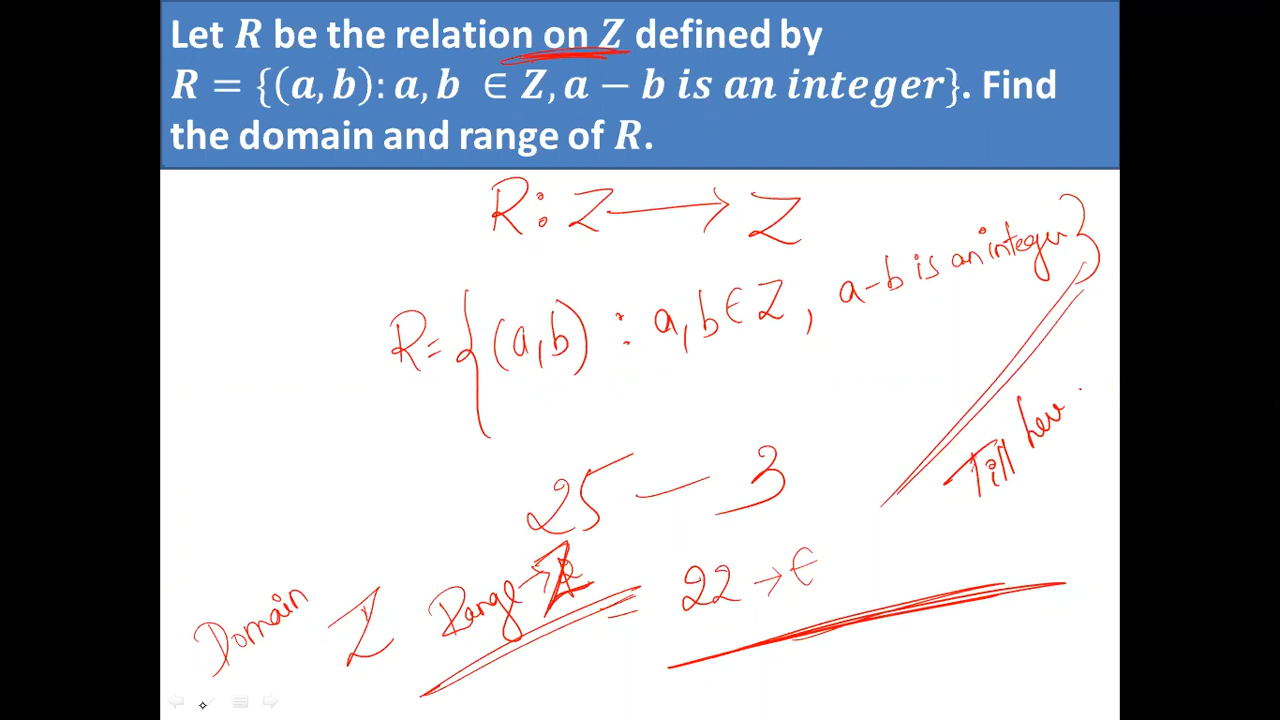 Let R be the relation on Z defined by
R = {(a, b): a, b ∈ Z, a − b is an integer}. Find
the domain and range of R.
R : Z → Z
R = { (a, b) : a, b ∈ Z , a - b is an integer }
Till here.
25 — 3
22 → ∈
Domain Z Range → Z